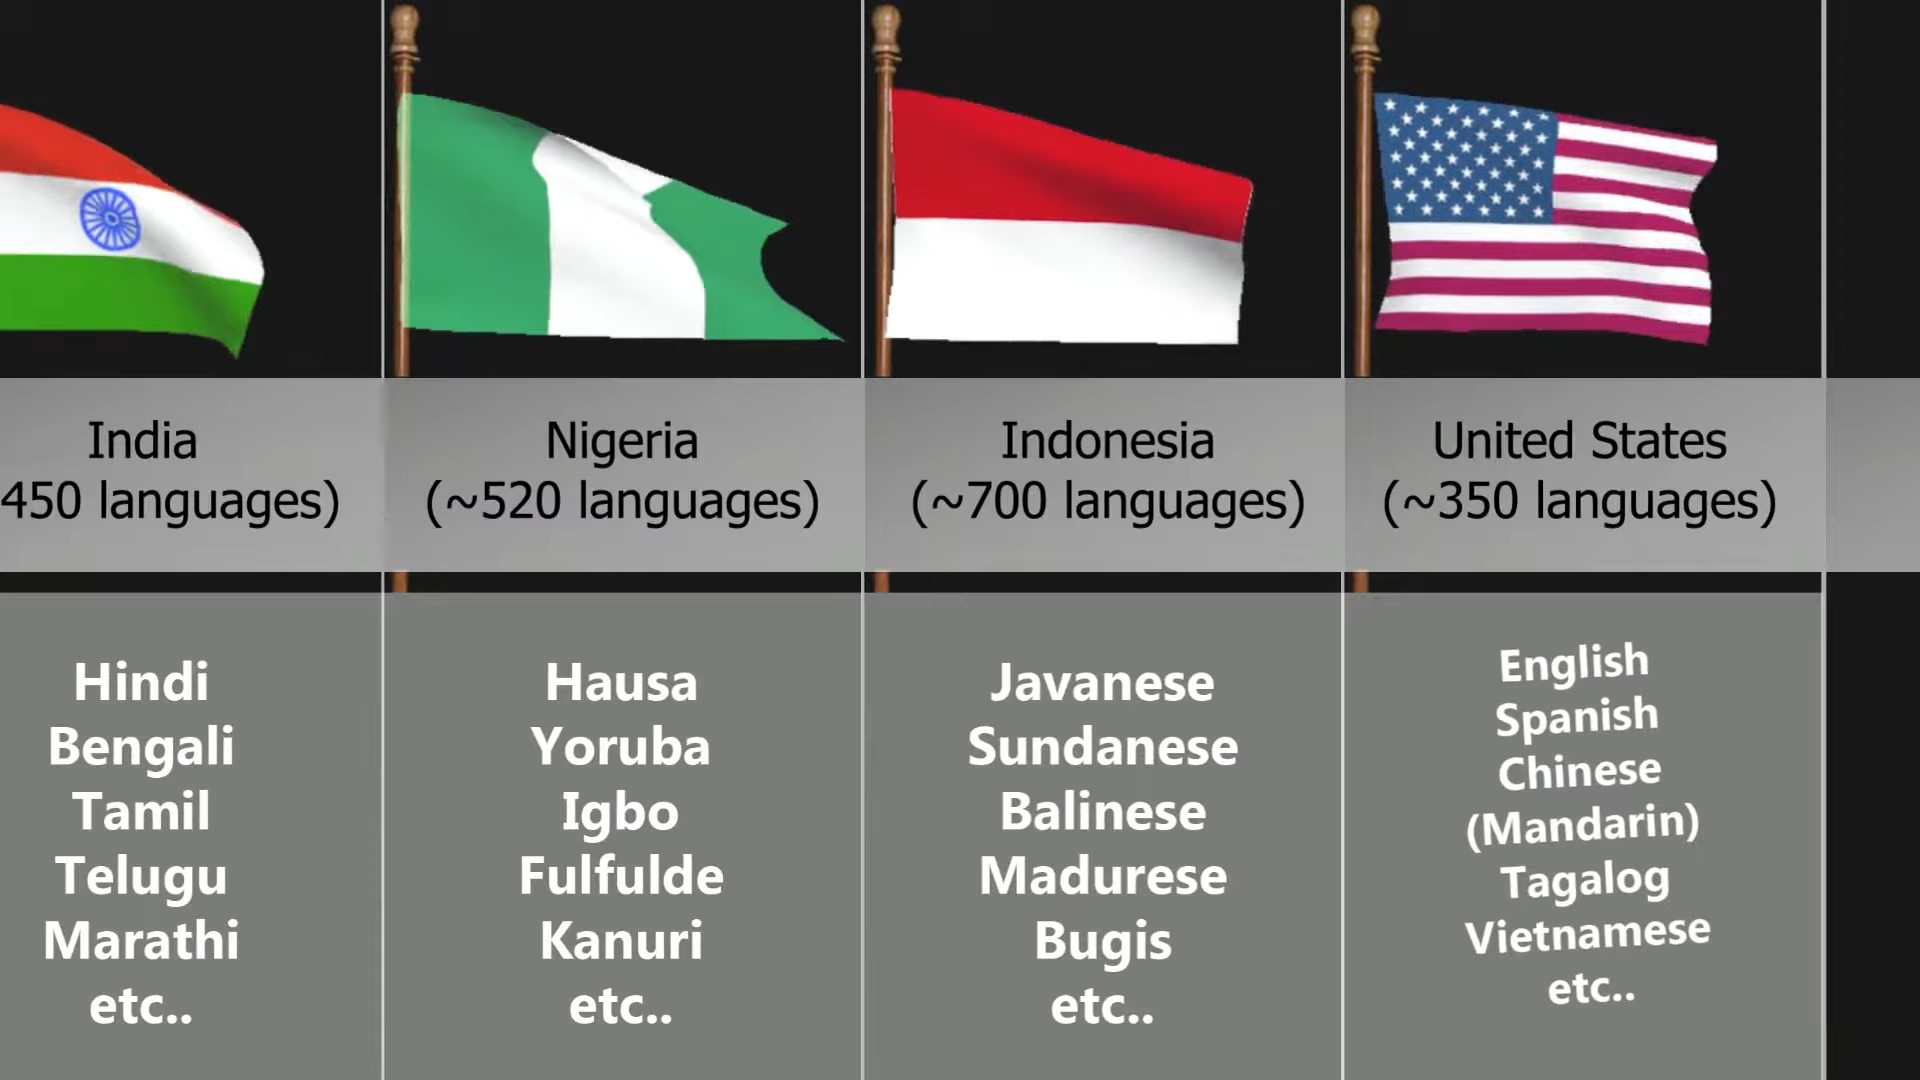 India
450 languages)
Hindi
Bengali
Tamil
Telugu
Marathi
etc..
Nigeria
(~520 languages)
Hausa
Yoruba
Igbo
Fulfulde
Kanuri
etc..
Indonesia
(~700 languages)
Javanese
Sundanese
Balinese
Madurese
Bugis
etc..
United States
(~350 languages)
English
Spanish
Chinese
(Mandarin)
Tagalog
Vietnamese
etc..